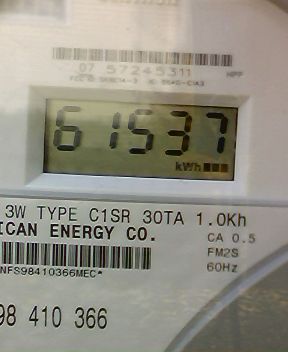 07 57245311
HPF
61537
kWh
3W TYPE C1SR 30TA 1.0Kh
ICAN ENERGY CO.
CA 0.5
FM2S
60Hz
NFS98410366MEC*
98 410 366